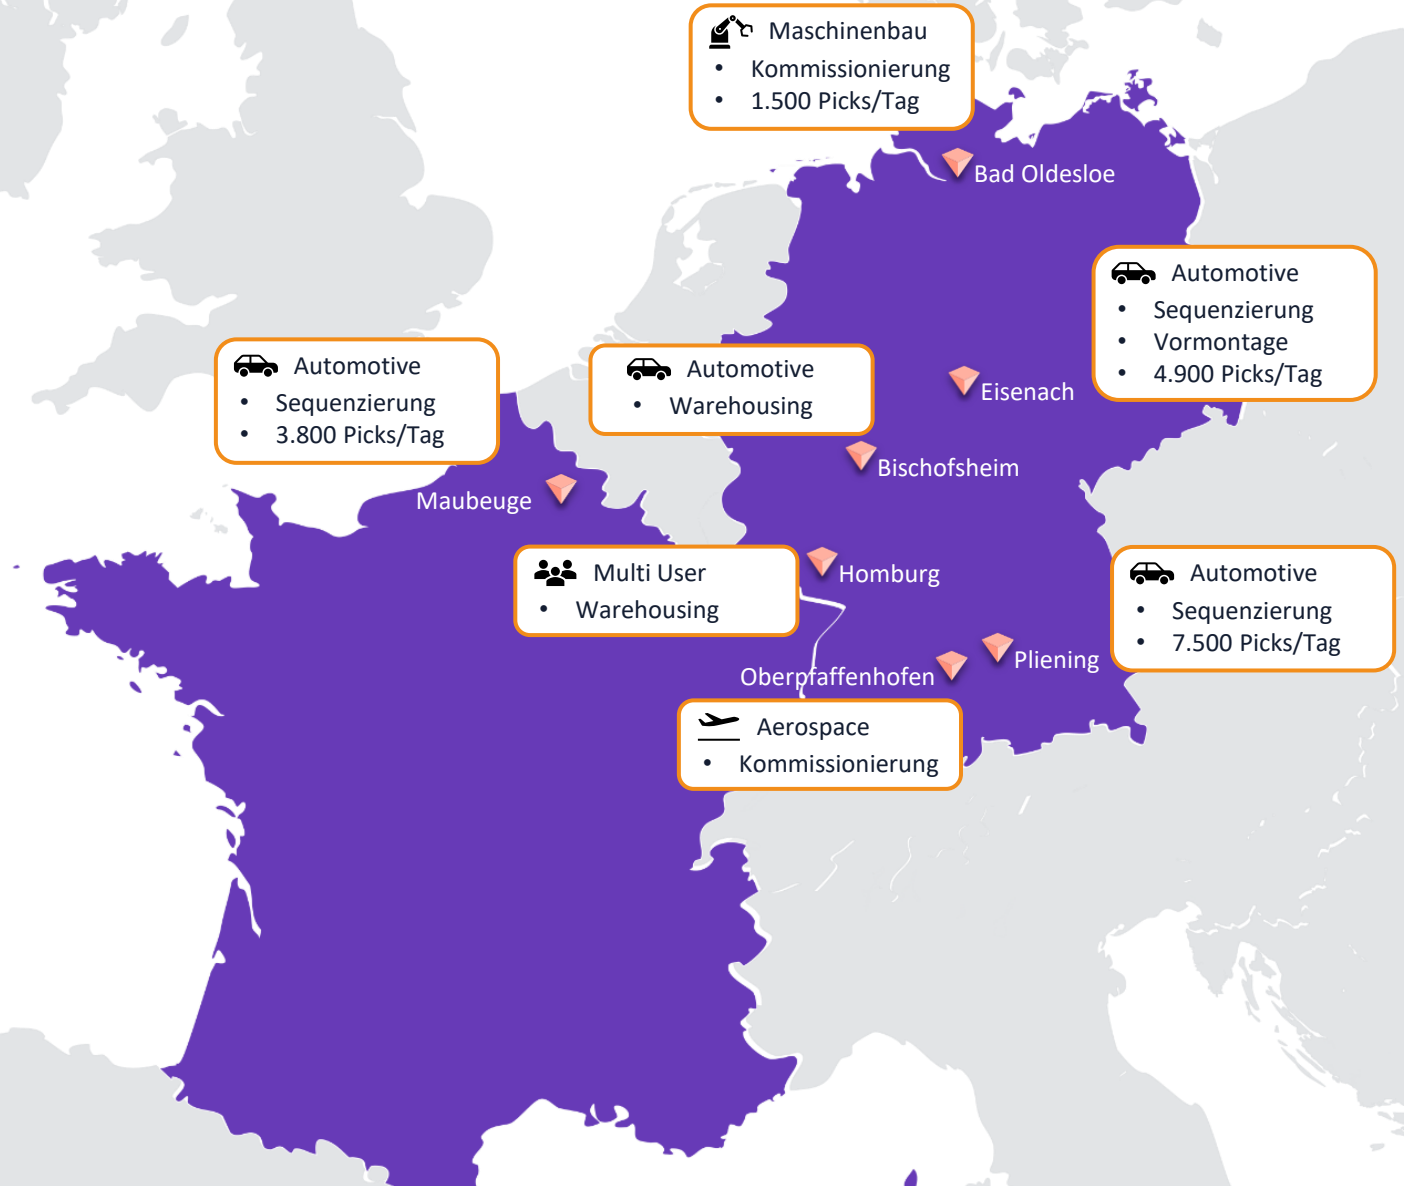 Maschinenbau
• Kommissionierung
• 1.500 Picks/Tag
Bad Oldesloe
Automotive
• Sequenzierung
• Vormontage
• 4.900 Picks/Tag
Automotive
• Sequenzierung
• 3.800 Picks/Tag
Automotive
• Warehousing
Eisenach
Bischofsheim
Maubeuge
Multi User
• Warehousing
Homburg
Automotive
• Sequenzierung
• 7.500 Picks/Tag
Pliening
Oberpfaffenhofen
Aerospace
• Kommissionierung